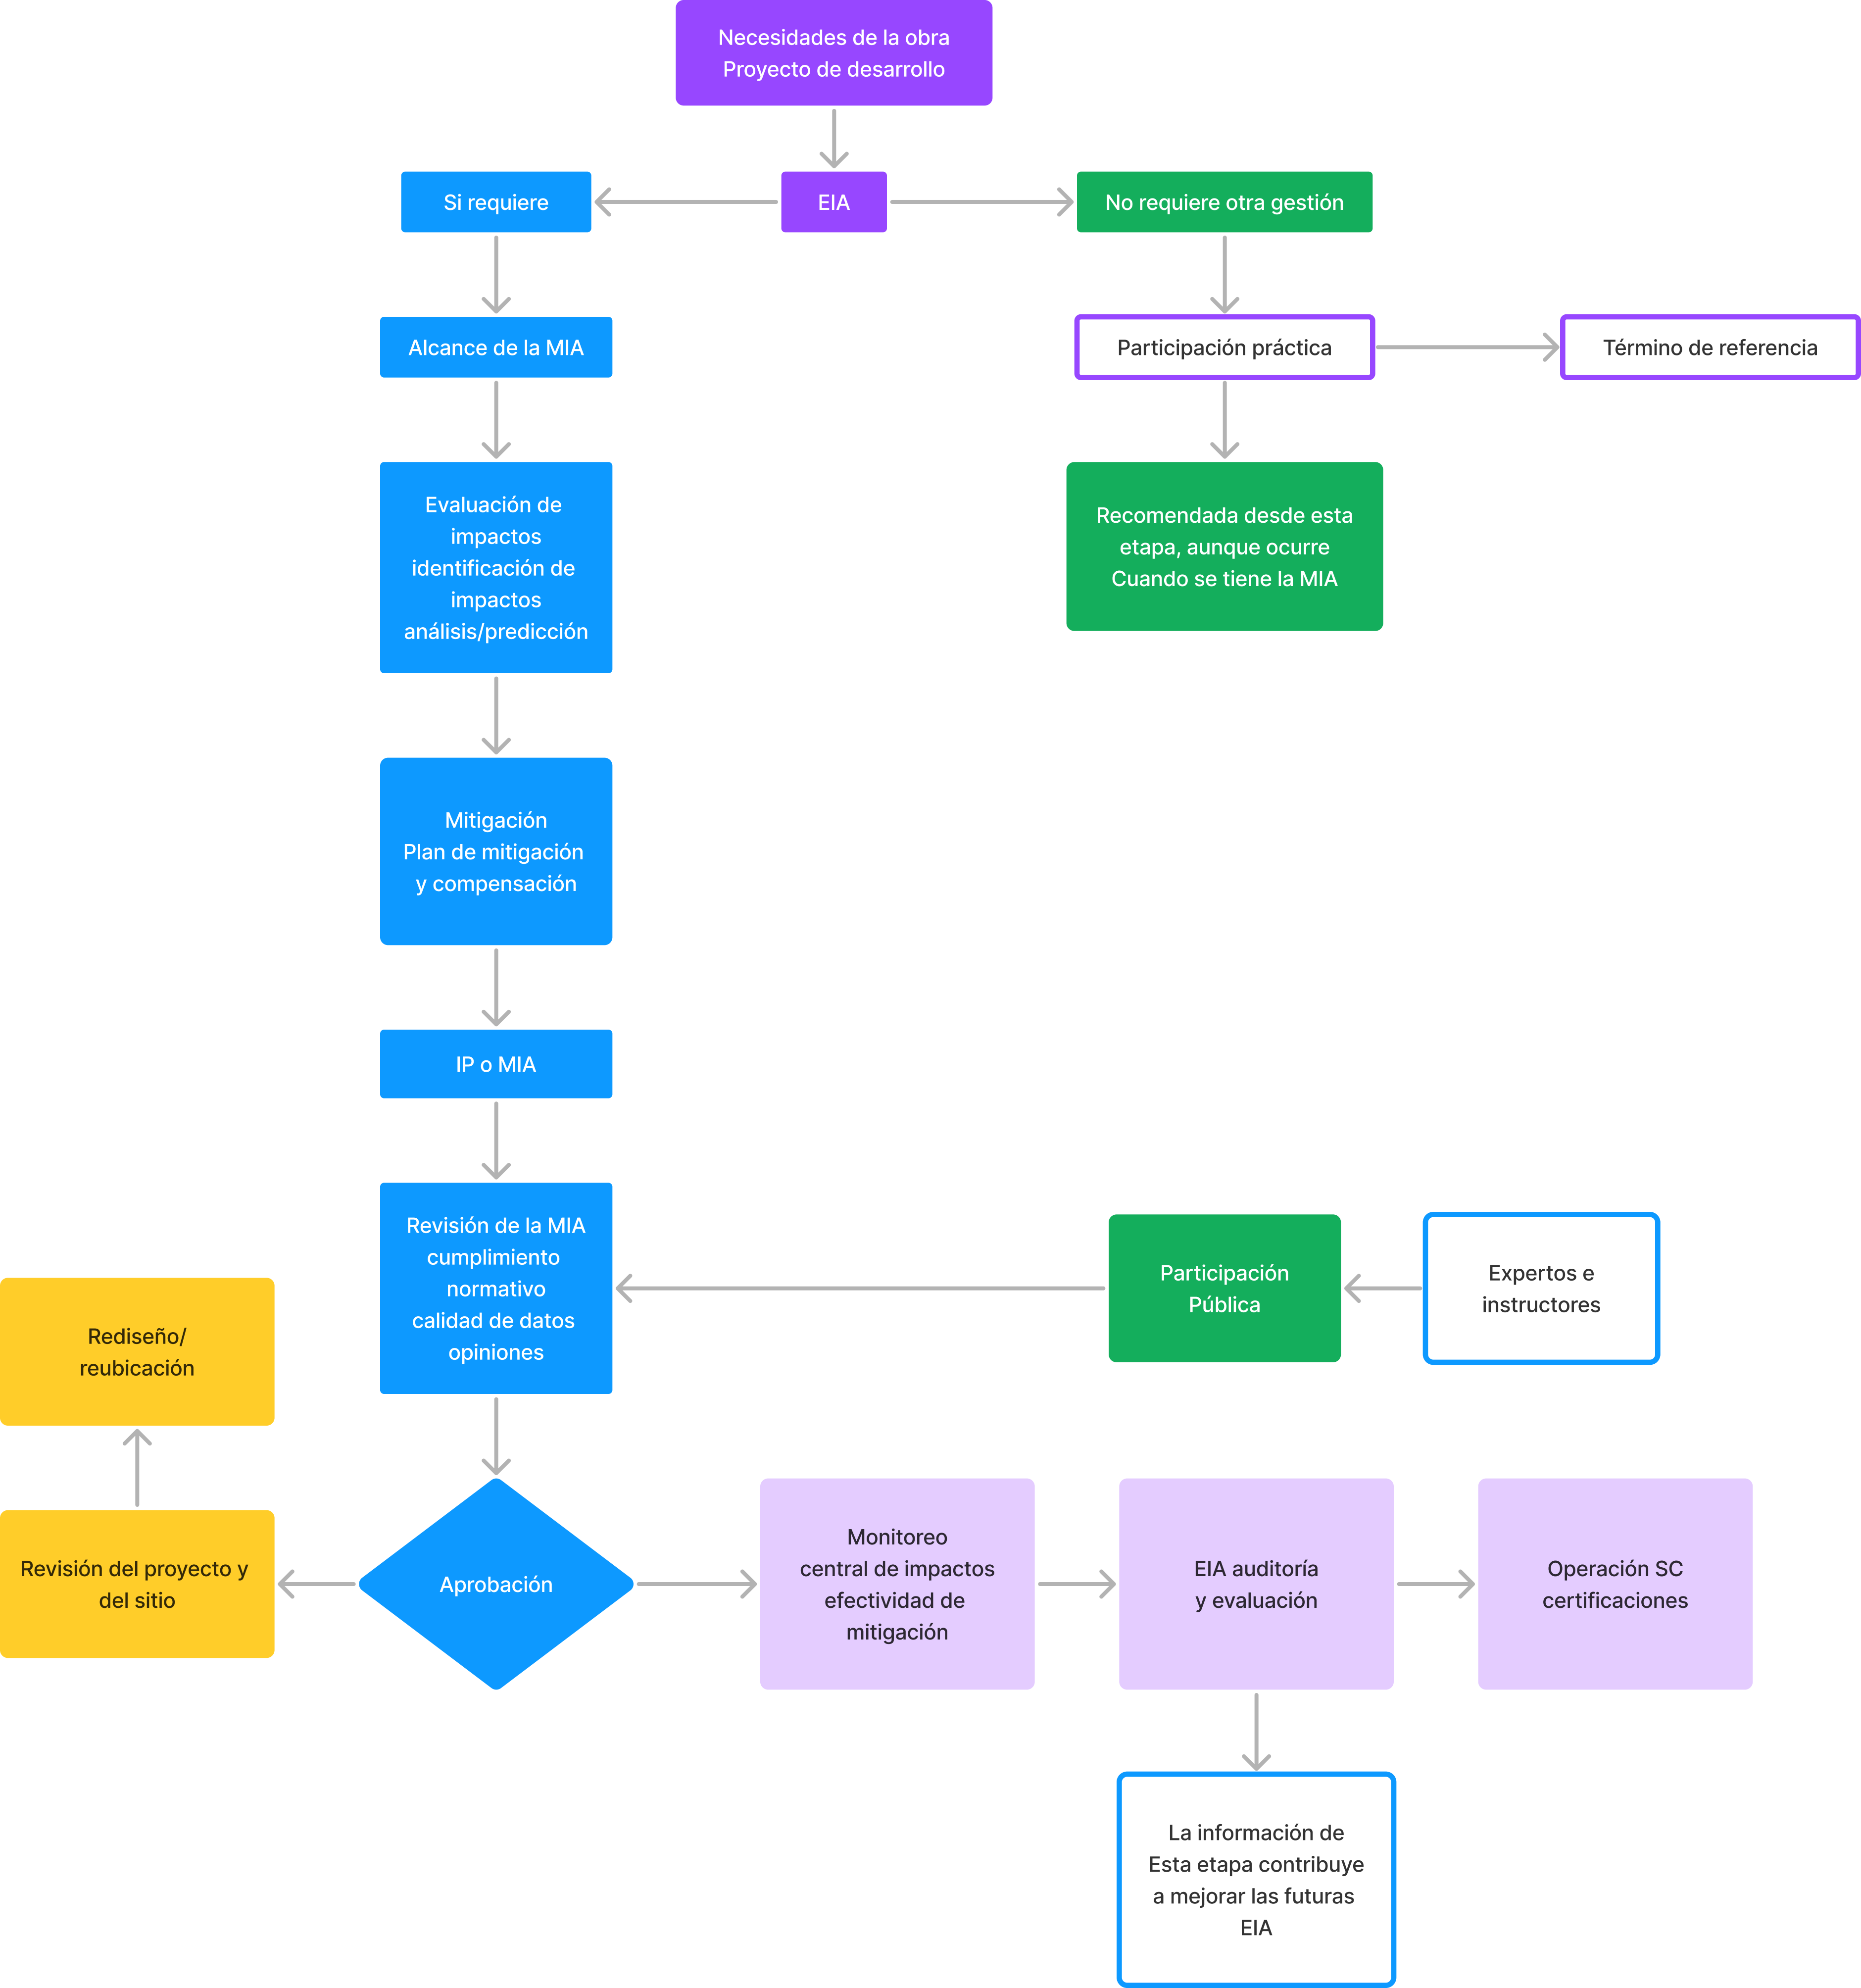 Necesidades de la obra
Proyecto de desarrollo
Si requiere
EIA
No requiere otra gestión
Alcance de la MIA
Participación práctica
Término de referencia
Evaluación de
impactos
identificación de
impactos
análisis/predicción
Recomendada desde esta
etapa, aunque ocurre
Cuando se tiene la MIA
Mitigación
Plan de mitigación
y compensación
IP o MIA
Revisión de la MIA
cumplimiento
normativo
calidad de datos
opiniones
Participación
Pública
Expertos e
instructores
Rediseño/
reubicación
Revisión del proyecto y
del sitio
Aprobación
Monitoreo
central de impactos
efectividad de
mitigación
EIA auditoría
y evaluación
Operación SC
certificaciones
La información de
Esta etapa contribuye
a mejorar las futuras
EIA